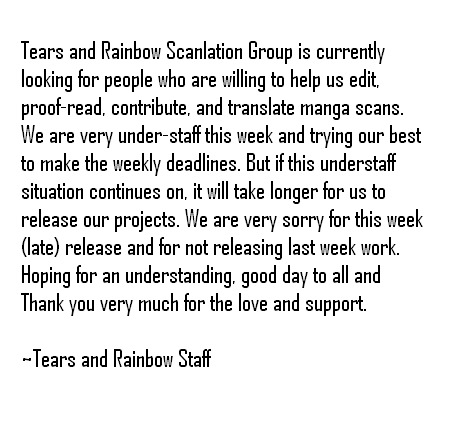 Tears and Rainbow Scanlation Group is currently
looking for people who are willing to help us edit,
proof-read, contribute, and translate manga scans.
We are very under-staff this week and trying our best
to make the weekly deadlines. But if this understaff
situation continues on, it will take longer for us to
release our projects. We are very sorry for this week
(late) release and for not releasing last week work.
Hoping for an understanding, good day to all and
Thank you very much for the love and support.
~Tears and Rainbow Staff